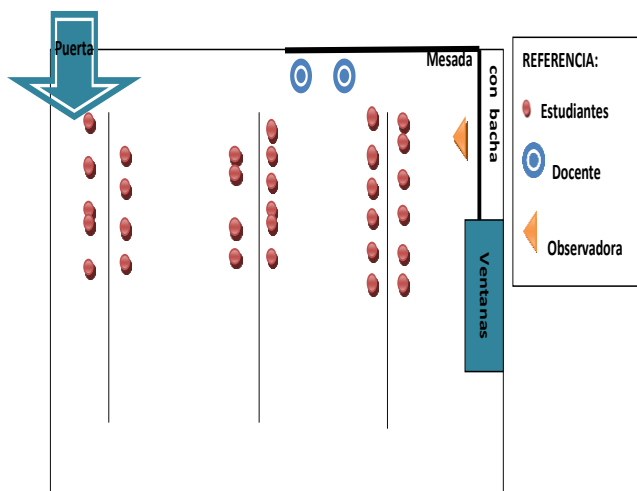 Puerta
Mesada
con bacha
Ventanas
REFERENCIA:
Estudiantes
Docente
Observadora